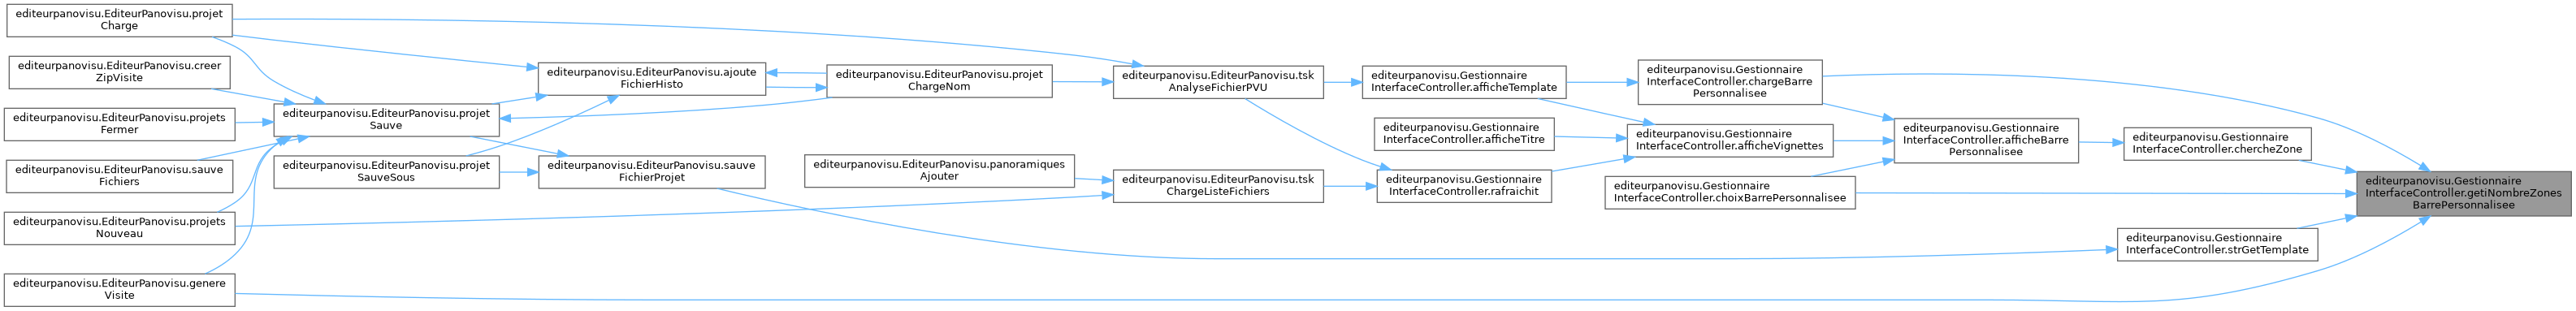 editeurpanovisu.EditeurPanovisu.projet
Charge
editeurpanovisu.EditeurPanovisu.creer
ZipVisite
editeurpanovisu.EditeurPanovisu.projets
Fermer
editeurpanovisu.EditeurPanovisu.sauve
Fichiers
editeurpanovisu.EditeurPanovisu.projets
Nouveau
editeurpanovisu.EditeurPanovisu.genere
Visite
editeurpanovisu.EditeurPanovisu.projet
Sauve
editeurpanovisu.EditeurPanovisu.projet
SauveSous
editeurpanovisu.EditeurPanovisu.ajoute
FichierHisto
editeurpanovisu.EditeurPanovisu.sauve
FichierProjet
editeurpanovisu.EditeurPanovisu.projet
ChargeNom
editeurpanovisu.EditeurPanovisu.panoramiques
Ajouter
editeurpanovisu.EditeurPanovisu.tsk
AnalyseFichierPVU
editeurpanovisu.EditeurPanovisu.tsk
ChargeListeFichiers
editeurpanovisu.Gestionnaire
InterfaceController.afficheTemplate
editeurpanovisu.Gestionnaire
InterfaceController.afficheTitre
editeurpanovisu.Gestionnaire
InterfaceController.rafraichit
editeurpanovisu.Gestionnaire
InterfaceController.chargeBarre
Personnalisee
editeurpanovisu.Gestionnaire
InterfaceController.afficheVignettes
editeurpanovisu.Gestionnaire
InterfaceController.choixBarrePersonnalisee
editeurpanovisu.Gestionnaire
InterfaceController.afficheBarre
Personnalisee
editeurpanovisu.Gestionnaire
InterfaceController.chercheZone
editeurpanovisu.Gestionnaire
InterfaceController.strGetTemplate
editeurpanovisu.Gestionnaire
InterfaceController.getiNombreZones
BarrePersonnalisee